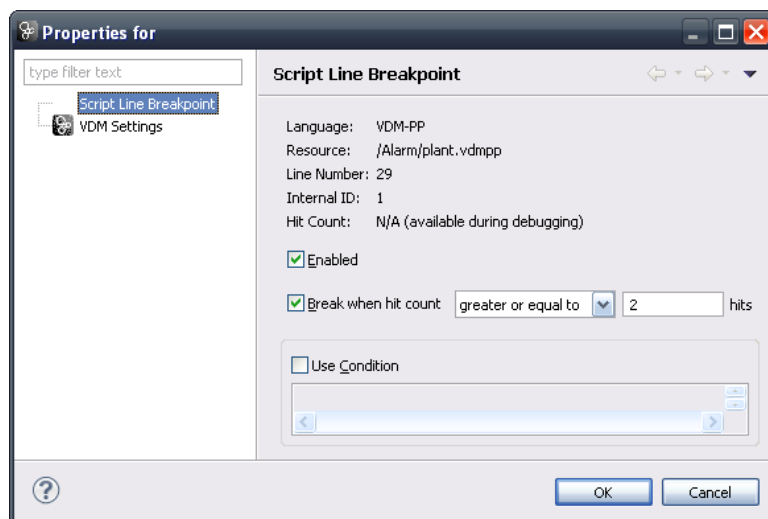 Properties for
type filter text
Script Line Breakpoint
VDM Settings
Script Line Breakpoint
Language: VDM-PP
Resource: /Alarm/plant.vdmpp
Line Number: 29
Internal ID: 1
Hit Count: N/A (available during debugging)
Enabled
Break when hit count greater or equal to 2 hits
Use Condition
OK Cancel